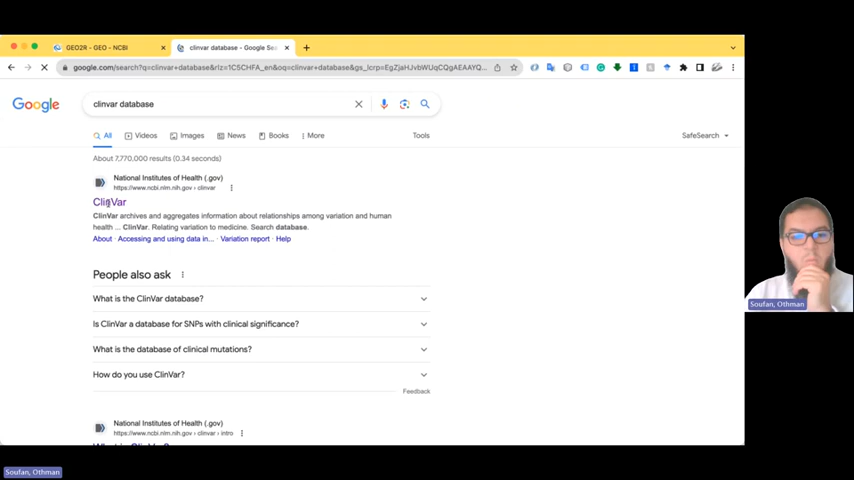 GEO2R - GEO - NCBI
clinvar database - Google Sea
google.com/search?q=clinvar+database&rlz=1C5CHFA_en&oq=clinvar+database&gs_lcrp=EgZjaHJvbWUqCQgAEAAYQ...
Google
clinvar database
All
Videos
Images
News
Books
More
Tools
SafeSearch
About 7,770,000 results (0.34 seconds)
National Institutes of Health (.gov)
https://www.ncbi.nlm.nih.gov › clinvar
ClinVar
ClinVar archives and aggregates information about relationships among variation and human
health ... ClinVar. Relating variation to medicine. Search database.
About · Accessing and using data in... · Variation report · Help
People also ask
What is the ClinVar database?
Is ClinVar a database for SNPs with clinical significance?
What is the database of clinical mutations?
How do you use ClinVar?
Feedback
National Institutes of Health (.gov)
https://www.ncbi.nlm.nih.gov › clinvar › intro
Soufan, Othman
Soufan, Othman